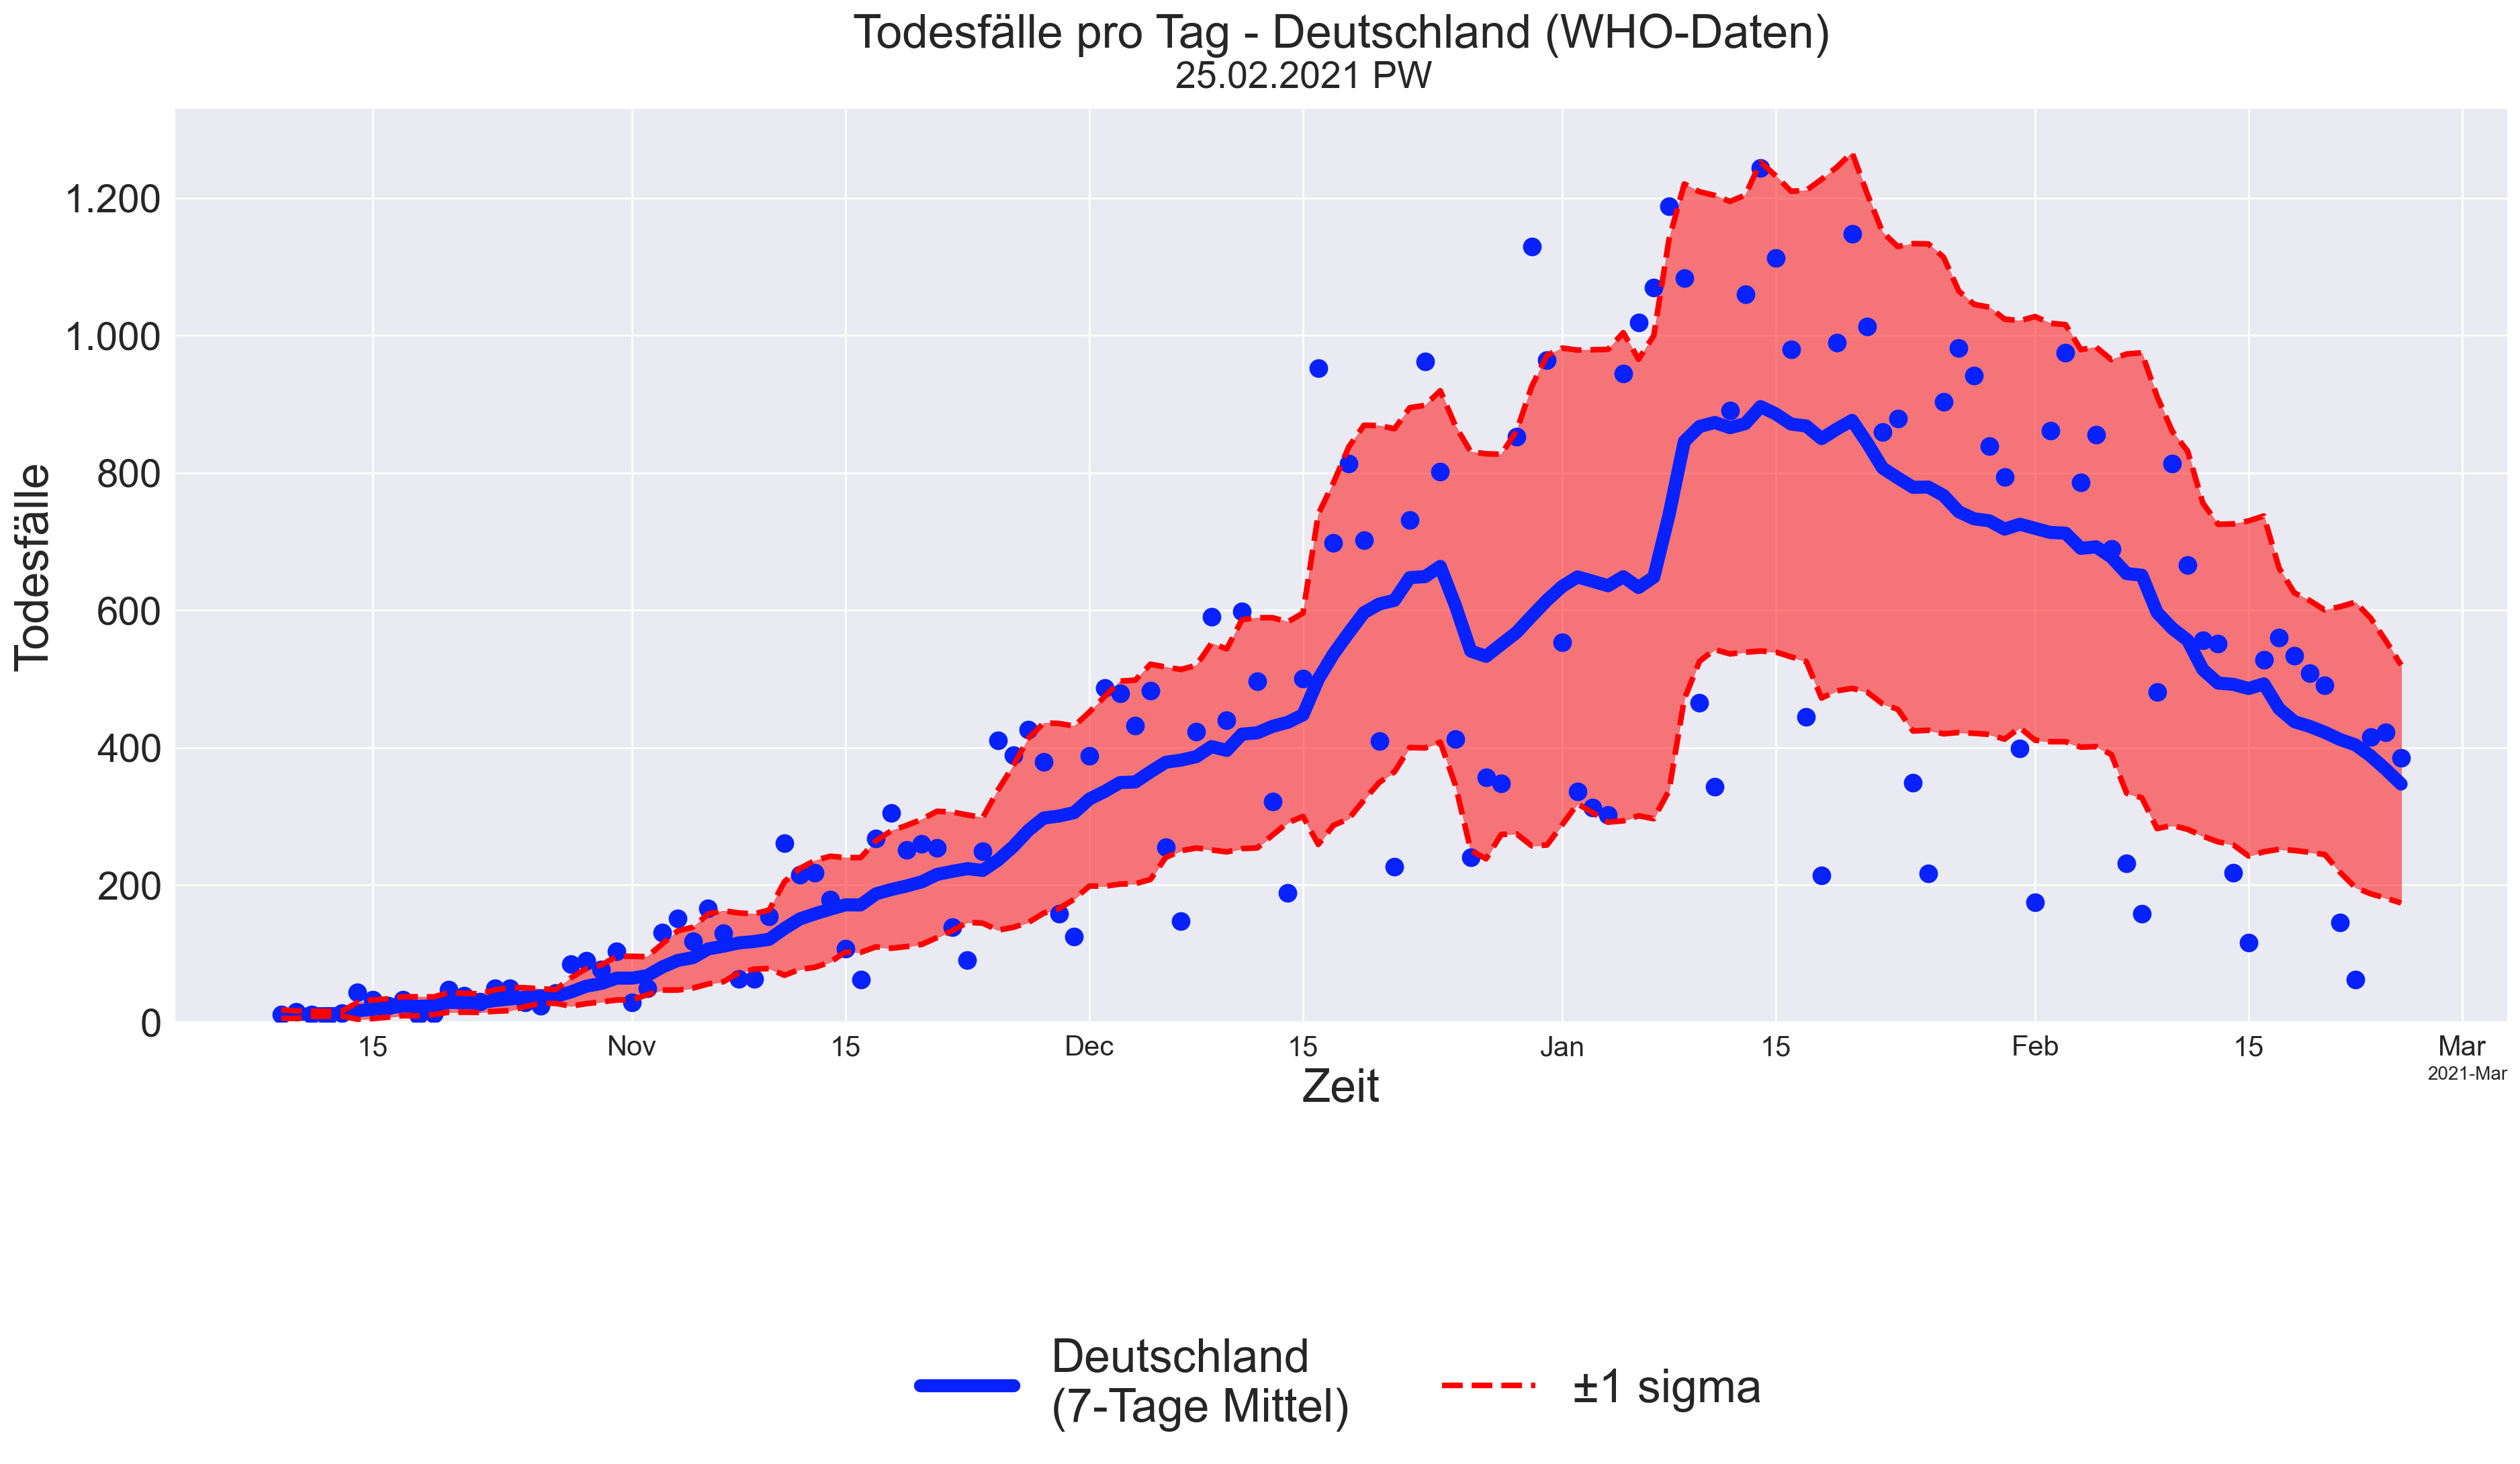 Todesfälle pro Tag - Deutschland (WHO-Daten)
25.02.2021 PW
Todesfälle
1.200
1.000
800
600
400
200
0
15 Nov 15 Dec 15 Jan 15 Feb 15 Mar
2021-Mar
Zeit
Deutschland
(7-Tage Mittel)
±1 sigma